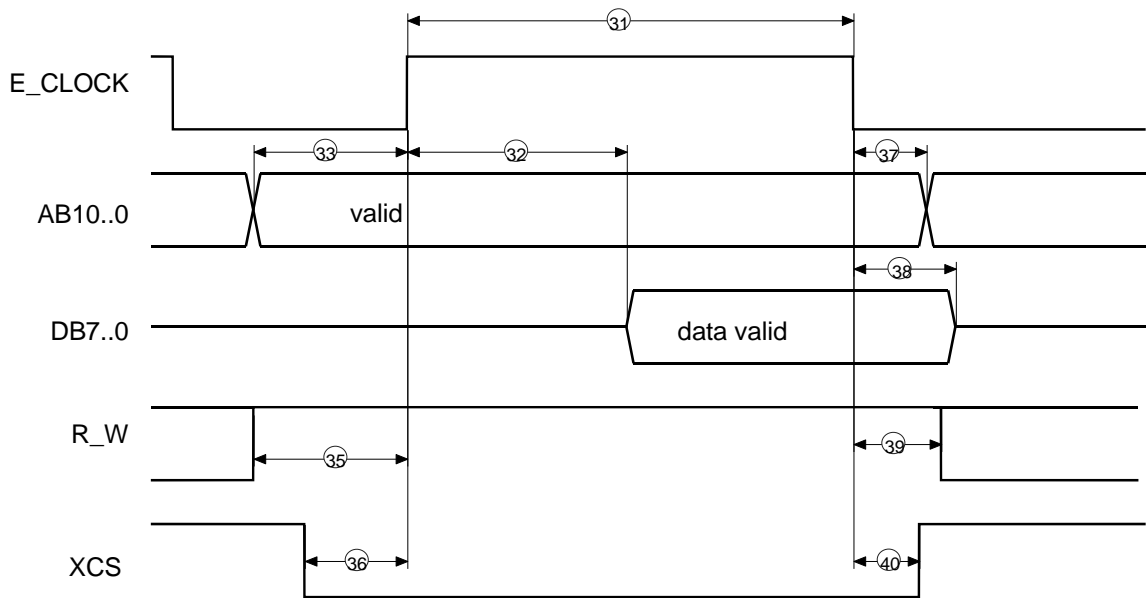 31
E_CLOCK
33
32
37
AB10..0
valid
38
DB7..0
data valid
R_W
35
39
XCS
36
40